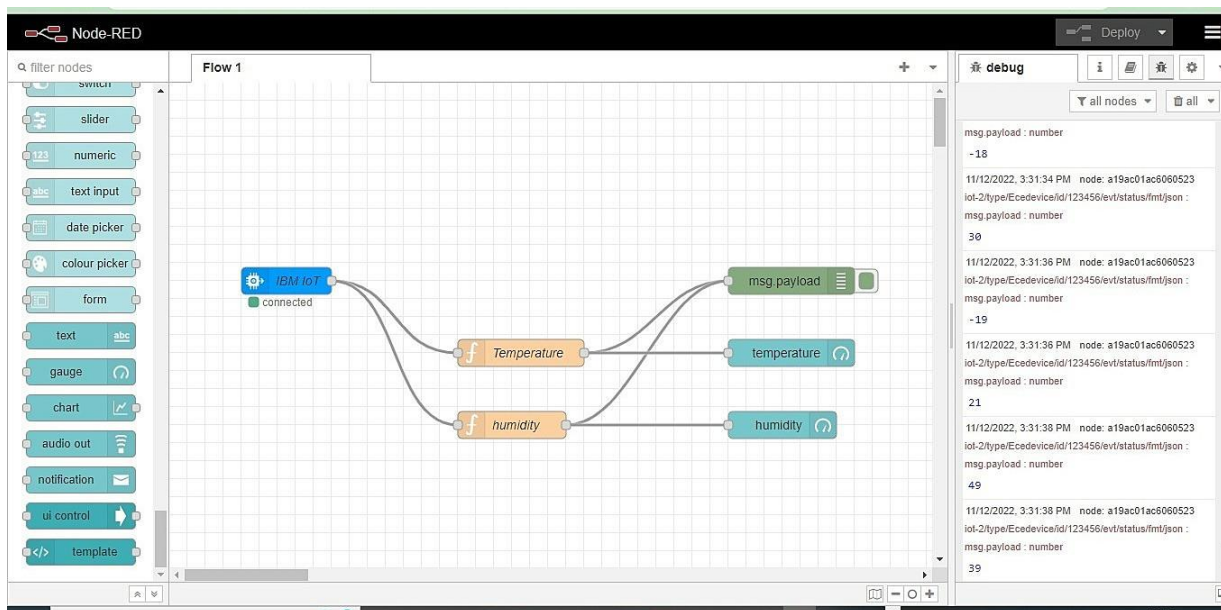 Node-RED
Deploy
filter nodes
Flow 1
debug
i
all nodes
all
switch
slider
123 numeric
abc text input
date picker
colour picker
form
text abc
gauge
chart
audio out
notification
ui control
</> template
IBM IoT
connected
f Temperature
f humidity
msg.payload
temperature
humidity
msg.payload : number
-18
11/12/2022, 3:31:34 PM node: a19ac01ac6060523
iot-2/type/Ecedevice/id/123456/evt/status/fmt/json :
msg.payload : number
30
11/12/2022, 3:31:36 PM node: a19ac01ac6060523
iot-2/type/Ecedevice/id/123456/evt/status/fmt/json :
msg.payload : number
-19
11/12/2022, 3:31:36 PM node: a19ac01ac6060523
iot-2/type/Ecedevice/id/123456/evt/status/fmt/json :
msg.payload : number
21
11/12/2022, 3:31:38 PM node: a19ac01ac6060523
iot-2/type/Ecedevice/id/123456/evt/status/fmt/json :
msg.payload : number
49
11/12/2022, 3:31:38 PM node: a19ac01ac6060523
iot-2/type/Ecedevice/id/123456/evt/status/fmt/json :
msg.payload : number
39